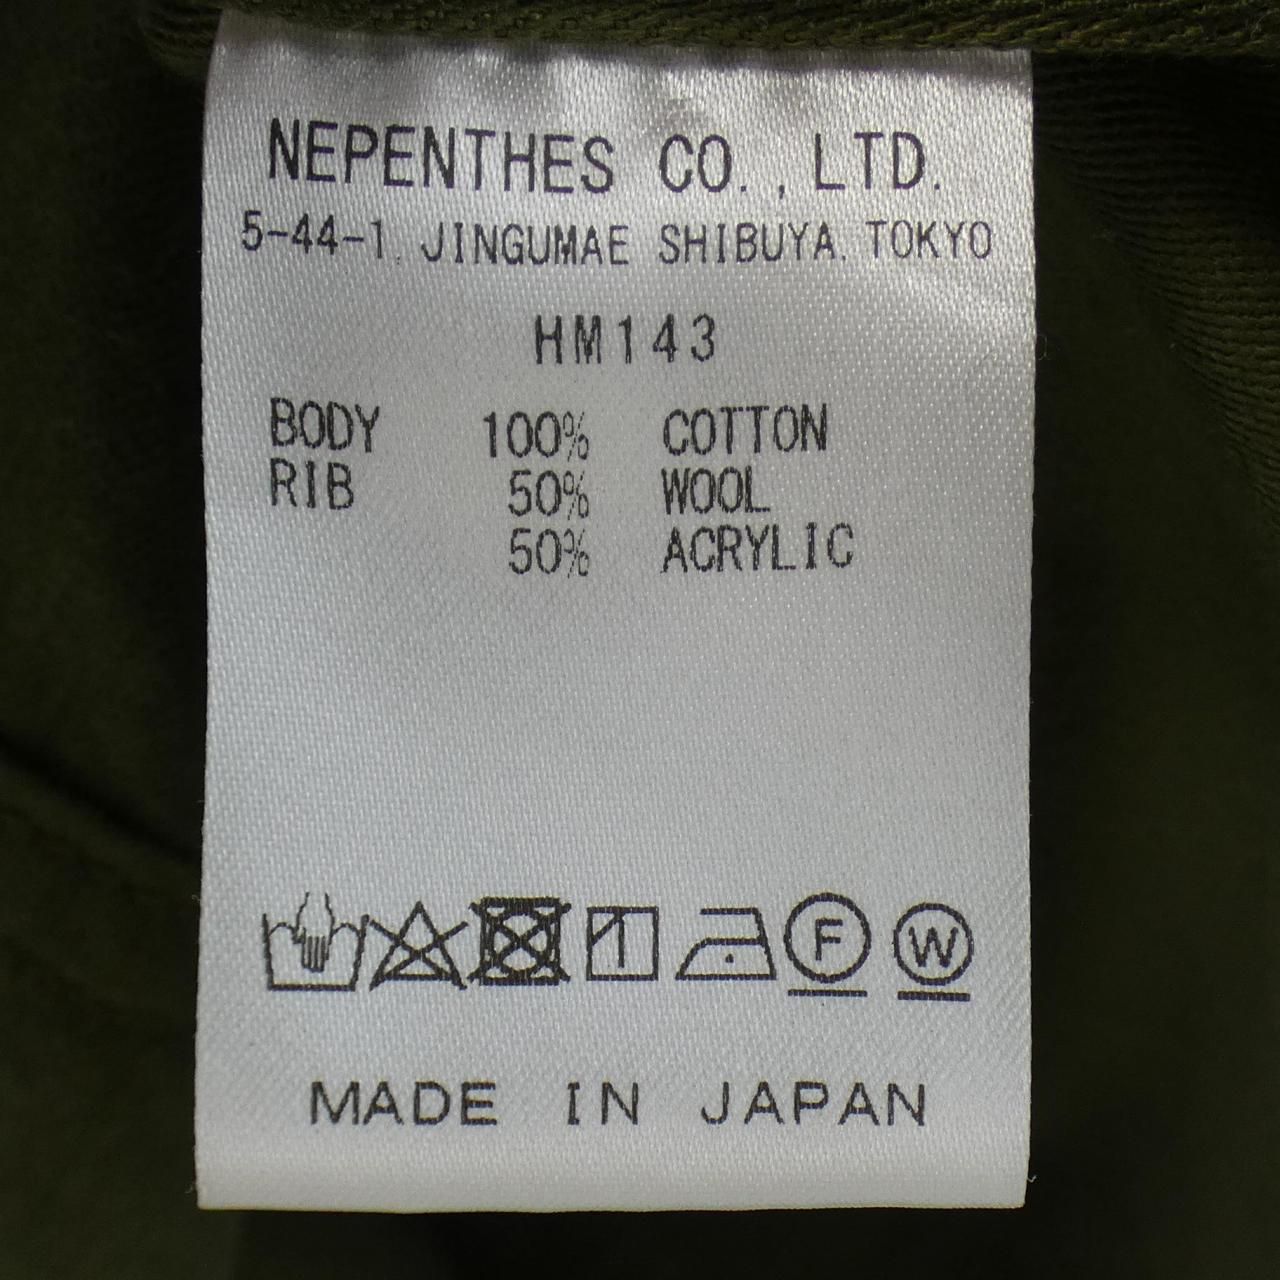 NEPENTHES CO., LTD.
5-44-1, JINGUMAE SHIBUYA. TOKYO
HM143
BODY 100% COTTON
RIB 50% WOOL
50% ACRYLIC
F W
MADE IN JAPAN